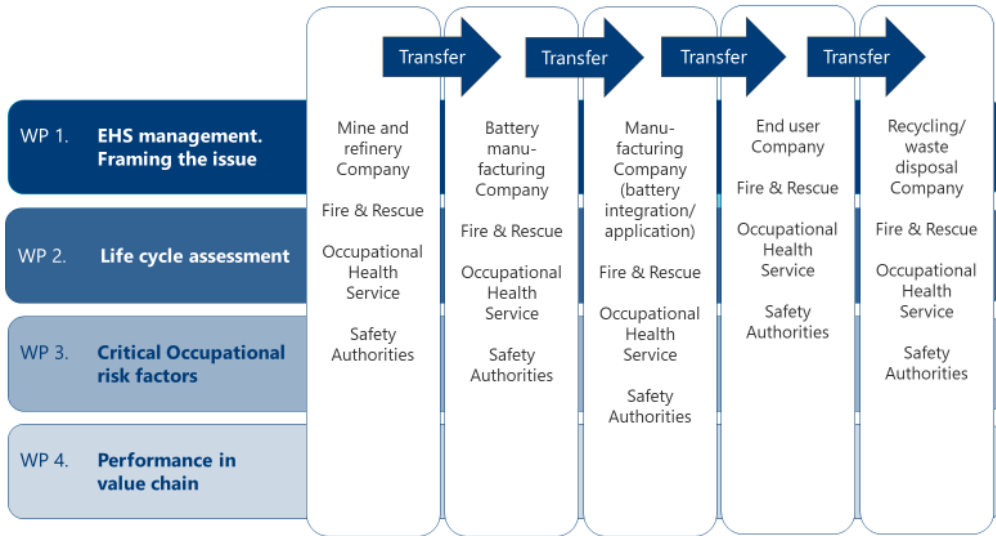 Transfer
Transfer
Transfer
Transfer
WP 1.
EHS management.
Framing the issue
WP 2.
Life cycle assessment
WP 3.
Critical Occupational
risk factors
WP 4.
Performance in
value chain
Mine and
refinery
Company
Fire & Rescue
Occupational
Health
Service
Safety
Authorities
Battery
manu-
facturing
Company
Fire & Rescue
Occupational
Health
Service
Safety
Authorities
Manu-
facturing
Company
(battery
integration/
application)
Fire & Rescue
Occupational
Health
Service
Safety
Authorities
End user
Company
Fire & Rescue
Occupational
Health
Service
Safety
Authorities
Recycling/
waste
disposal
Company
Fire & Rescue
Occupational
Health
Service
Safety
Authorities